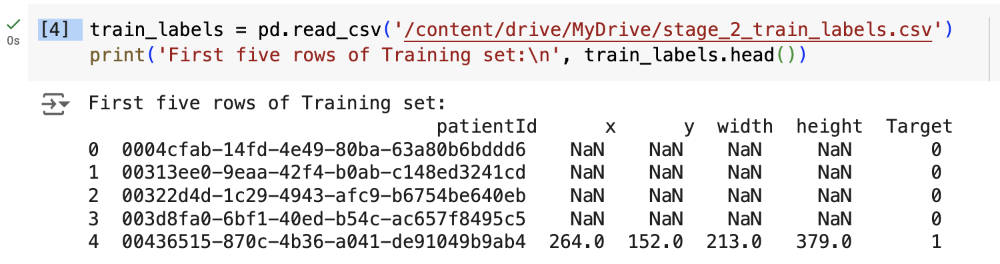 [4] train_labels = pd.read_csv('/content/drive/MyDrive/stage_2_train_labels.csv')
0s
print('First five rows of Training set:\n', train_labels.head())
First five rows of Training set:
patientId x y width height Target
0 0004cfab-14fd-4e49-80ba-63a80b6bddd6 NaN NaN NaN NaN 0
1 00313ee0-9eaa-42f4-b0ab-c148ed3241cd NaN NaN NaN NaN 0
2 00322d4d-1c29-4943-afc9-b6754be640eb NaN NaN NaN NaN 0
3 003d8fa0-6bf1-40ed-b54c-ac657f8495c5 NaN NaN NaN NaN 0
4 00436515-870c-4b36-a041-de91049b9ab4 264.0 152.0 213.0 379.0 1